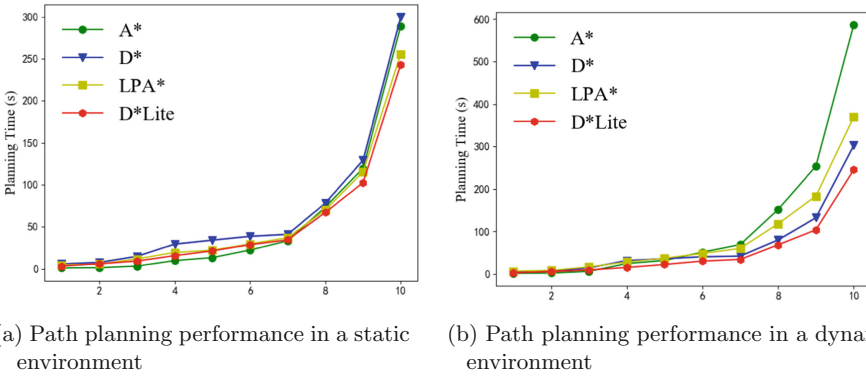 300
250
200
150
100
50
0
Planning Time (s)
A*
D*
LPA*
D*Lite
2
4
6
8
10
(a) Path planning performance in a static
environment
600
500
400
300
200
100
0
Planning Time (s)
A*
D*
LPA*
D*Lite
2
4
6
8
10
(b) Path planning performance in a dyna
environment